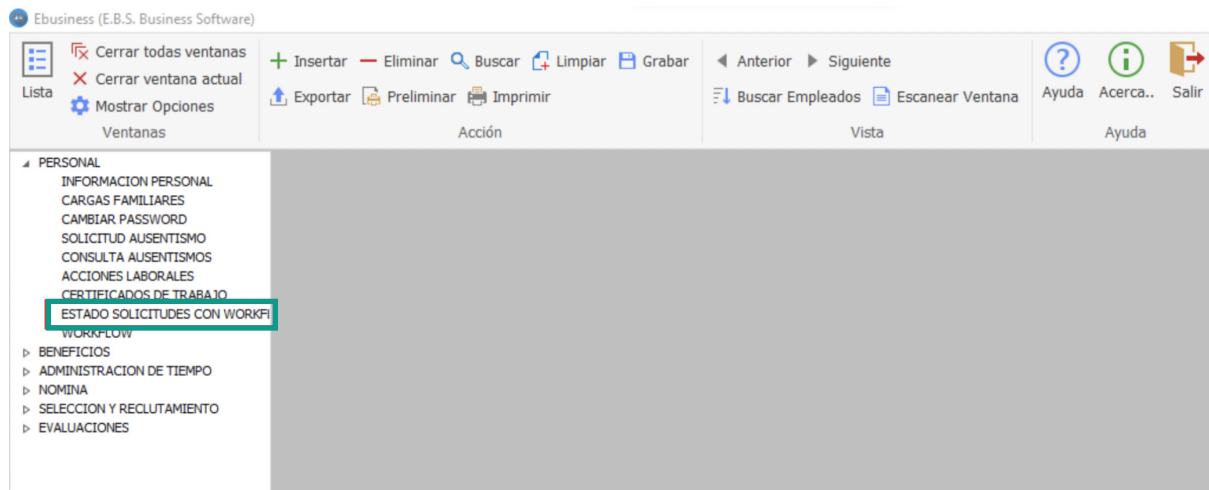 Ebusiness (E.B.S. Business Software)
Lista
Cerrar todas ventanas
Cerrar ventana actual
Mostrar Opciones
Ventanas
Insertar Eliminar Buscar Limpiar Grabar
Exportar Preliminar Imprimir
Acción
Anterior Siguiente
Buscar Empleados Escanear Ventana
Vista
Ayuda Acerca.. Salir
Ayuda
PERSONAL
INFORMACION PERSONAL
CARGAS FAMILIARES
CAMBIAR PASSWORD
SOLICITUD AUSENTISMO
CONSULTA AUSENTISMOS
ACCIONES LABORALES
CERTIFICADOS DE TRABAJO
ESTADO SOLICITUDES CON WORKFL
WORKFLOW
BENEFICIOS
ADMINISTRACION DE TIEMPO
NOMINA
SELECCION Y RECLUTAMIENTO
EVALUACIONES